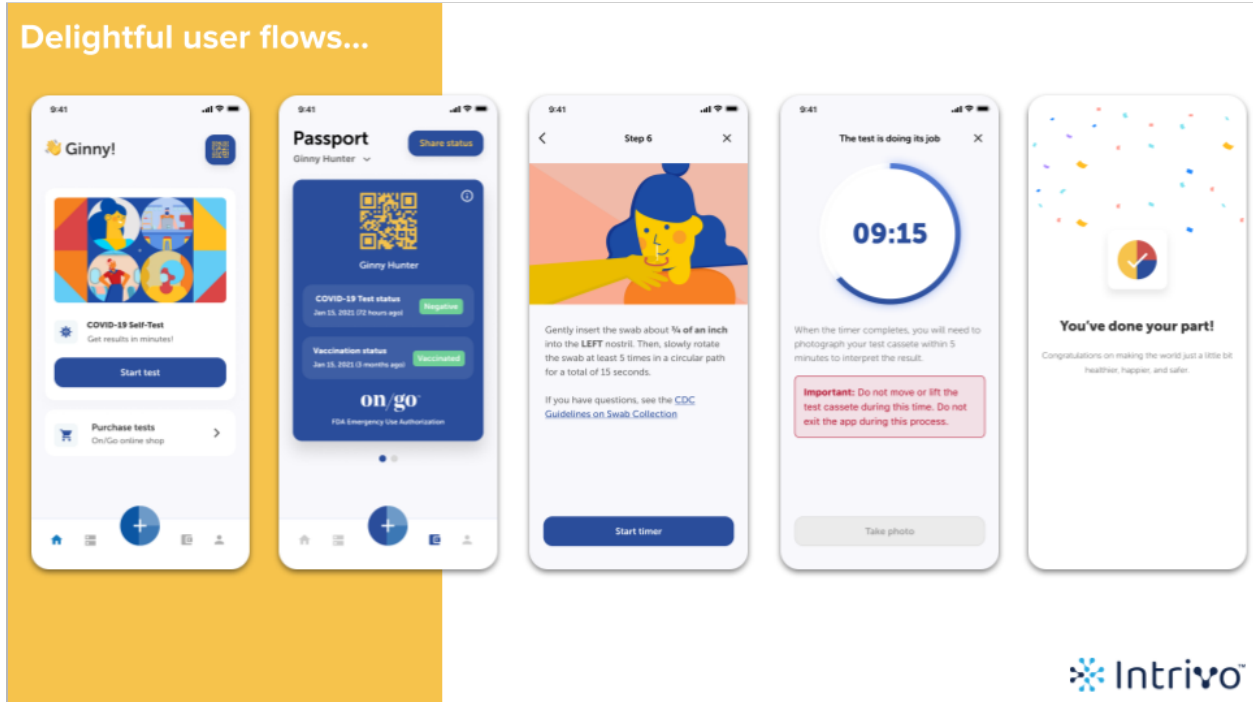 Delightful user flows...
9:41
👋 Ginny!
COVID-19 Self-Test
Get results in minutes!
Start test
Purchase tests
On/Go online shop
9:41
Passport
Share status
Ginny Hunter
Ginny Hunter
COVID-19 Test status
Jan 15, 2021 (72 hours ago)
Negative
Vaccination status
Jan 15, 2021 (3 months ago)
Vaccinated
on/go
FDA Emergency Use Authorization
9:41
Step 6
Gently insert the swab about ¾ of an inch
into the LEFT nostril. Then, slowly rotate
the swab at least 5 times in a circular path
for a total of 15 seconds.
If you have questions, see the CDC
Guidelines on Swab Collection
Start timer
9:41
The test is doing its job
09:15
When the timer completes, you will need to
photograph your test cassete within 5
minutes to interpret the result.
Important: Do not move or lift the
test cassete during this time. Do not
exit the app during this process.
Take photo
You've done your part!
Congratulations on making the world just a little bit
healthier, happier, and safer.
Intrivo™